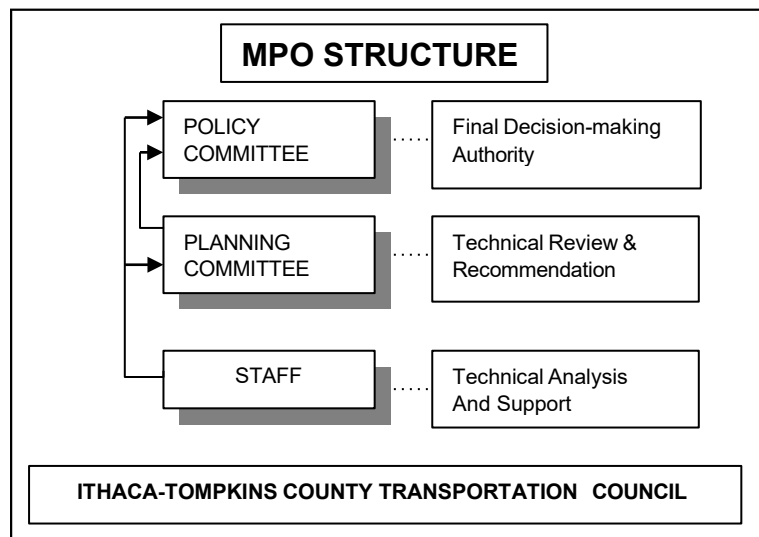 MPO STRUCTURE
POLICY
COMMITTEE
Final Decision-making
Authority
PLANNING
COMMITTEE
Technical Review &
Recommendation
STAFF
Technical Analysis
And Support
ITHACA-TOMPKINS COUNTY TRANSPORTATION COUNCIL